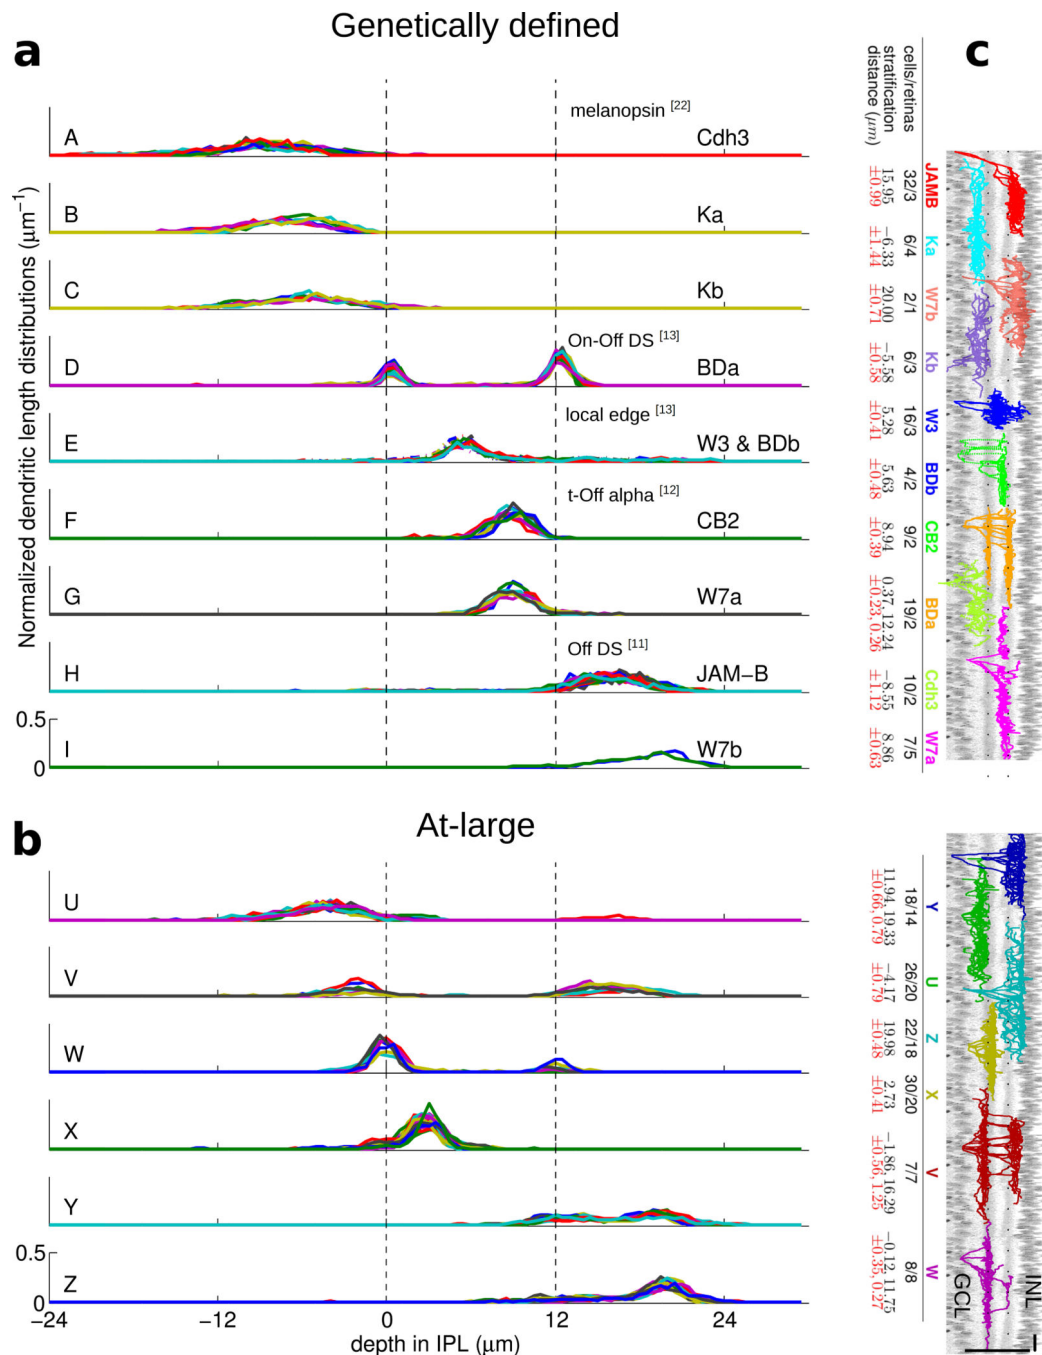 a
Genetically defined
Normalized dendritic length distributions (μm⁻¹)
A
melanopsin [22]
Cdh3
B
Ka
C
Kb
D
On-Off DS [13]
BDa
E
local edge [13]
W3 & BDb
F
t-Off alpha [12]
CB2
G
W7a
H
Off DS [11]
JAM−B
0.5
0
I
W7b
b
At-large
U
V
W
X
Y
0.5
0
Z
−24
−12
0
12
24
depth in IPL (μm)
c
cells/retinas
stratification
distance (μm)
JAMB
32/3
15.95
±0.99
Ka
6/4
−6.33
±1.44
W7b
2/1
20.00
±0.71
Kb
6/3
−5.58
±0.58
W3
16/3
5.28
±0.41
BDb
4/2
5.63
±0.48
CB2
9/2
8.94
±0.39
BDa
19/2
0.37, 12.24
±0.23, 0.26
Cdh3
10/2
−8.55
±1.12
W7a
7/5
8.86
±0.63
Y
18/14
11.94, 19.33
±0.66, 0.79
U
26/20
−4.17
±0.79
Z
22/18
19.98
±0.48
X
30/20
2.73
±0.41
V
7/7
−1.86, 16.29
±0.56, 1.25
W
8/8
−0.12, 11.75
±0.35, 0.27
INL
GCL